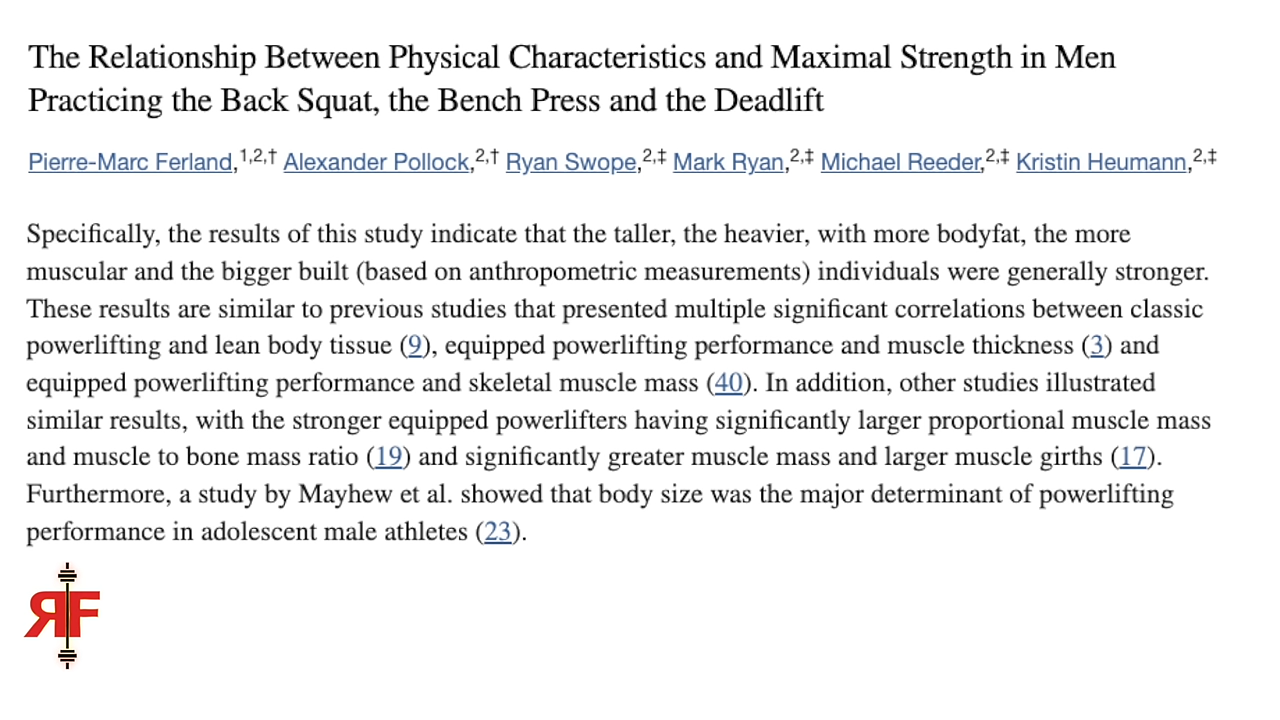 The Relationship Between Physical Characteristics and Maximal Strength in Men
Practicing the Back Squat, the Bench Press and the Deadlift
Pierre-Marc Ferland,1,2,† Alexander Pollock,2,† Ryan Swope,2,‡ Mark Ryan,2,‡ Michael Reeder,2,‡ Kristin Heumann,2,‡
Specifically, the results of this study indicate that the taller, the heavier, with more bodyfat, the more
muscular and the bigger built (based on anthropometric measurements) individuals were generally stronger.
These results are similar to previous studies that presented multiple significant correlations between classic
powerlifting and lean body tissue (9), equipped powerlifting performance and muscle thickness (3) and
equipped powerlifting performance and skeletal muscle mass (40). In addition, other studies illustrated
similar results, with the stronger equipped powerlifters having significantly larger proportional muscle mass
and muscle to bone mass ratio (19) and significantly greater muscle mass and larger muscle girths (17).
Furthermore, a study by Mayhew et al. showed that body size was the major determinant of powerlifting
performance in adolescent male athletes (23).
ЯF